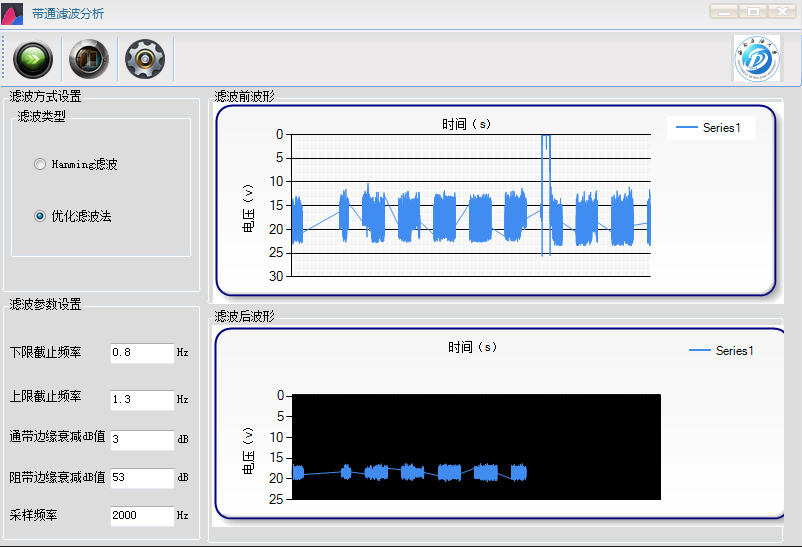 带通滤波分析
滤波方式设置
滤波类型
Hanming滤波
优化滤波法
滤波参数设置
下限截止频率 0.8 Hz
上限截止频率 1.3 Hz
通带边缘衰减dB值 3 dB
阻带边缘衰减dB值 53 dB
采样频率 2000 Hz
滤波前波形
时间（s）
Series1
电压（v）
0
5
10
15
20
25
30
滤波后波形
时间（s）
Series1
电压（v）
0
5
10
15
20
25